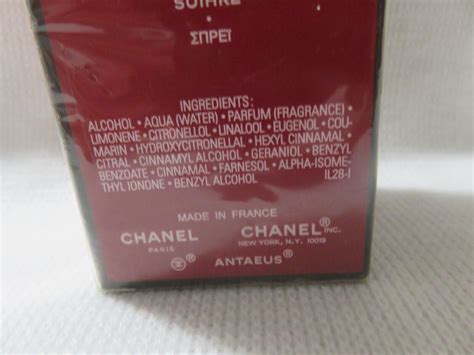 ΣΠΡΕΪ
INGREDIENTS:
ALCOHOL • AQUA (WATER) • PARFUM (FRAGRANCE) •
LIMONENE • CITRONELLOL • LINALOOL • EUGENOL • COU-
MARIN • HYDROXYCITRONELLAL • HEXYL CINNAMAL •
CITRAL • CINNAMYL ALCOHOL • GERANIOL • BENZYL
BENZOATE • CINNAMAL • FARNESOL • ALPHA-ISOME-
THYL IONONE • BENZYL ALCOHOL IL28-I
MADE IN FRANCE
CHANEL CHANEL® INC.
PARIS NEW YORK, N.Y. 10019
ANTAEUS®